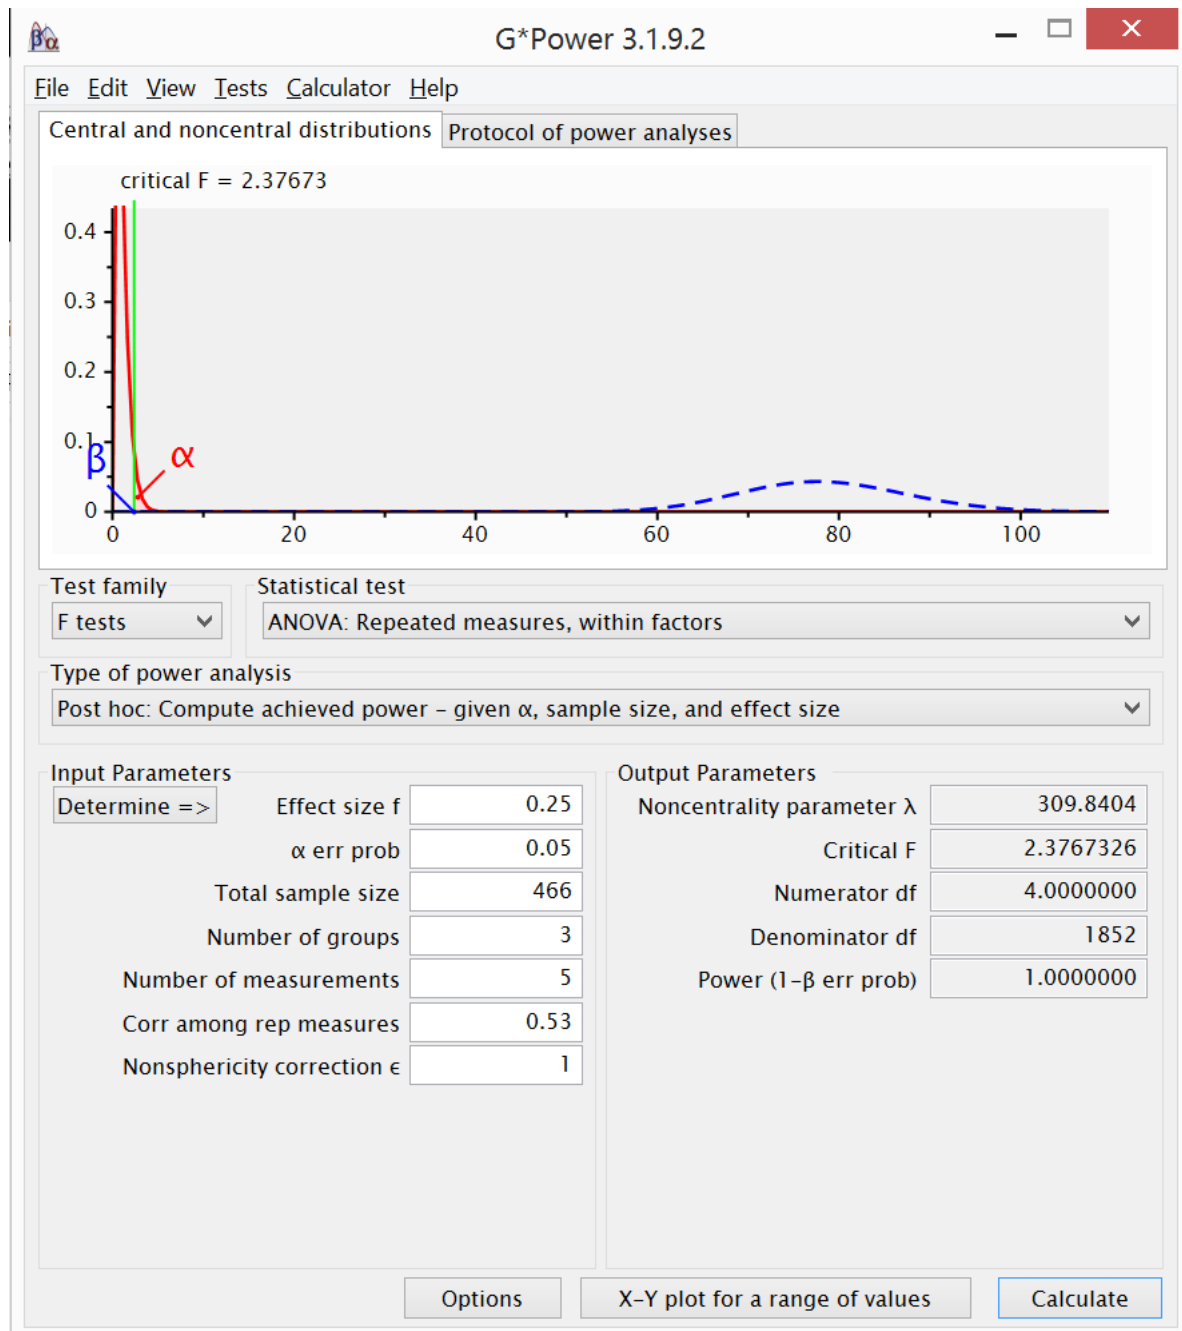 βα
G*Power 3.1.9.2
File Edit View Tests Calculator Help
Central and noncentral distributions Protocol of power analyses
critical F = 2.37673
0.4
0.3
0.2
0.1
β α
0
0 20 40 60 80 100
Test family Statistical test
F tests ANOVA: Repeated measures, within factors
Type of power analysis
Post hoc: Compute achieved power – given α, sample size, and effect size
Input Parameters Output Parameters
Determine => Effect size f 0.25 Noncentrality parameter λ 309.8404
α err prob 0.05 Critical F 2.3767326
Total sample size 466 Numerator df 4.0000000
Number of groups 3 Denominator df 1852
Number of measurements 5 Power (1–β err prob) 1.0000000
Corr among rep measures 0.53
Nonsphericity correction ϵ 1
Options X–Y plot for a range of values Calculate